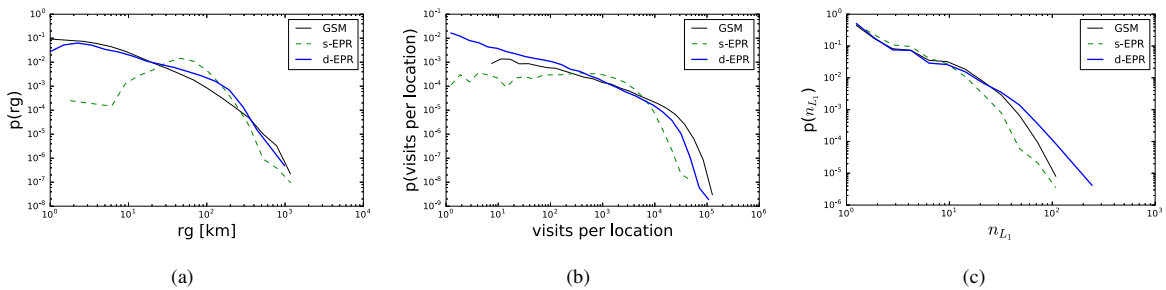 10^0
10^-1
10^-2
10^-3
10^-4
10^-5
10^-6
10^-7
10^-8
p(rg)
GSM
s-EPR
d-EPR
10^0 10^1 10^2 10^3 10^4
rg [km]
(a)
10^-1
10^-2
10^-3
10^-4
10^-5
10^-6
10^-7
10^-8
10^-9
p(visits per location)
GSM
s-EPR
d-EPR
10^0 10^1 10^2 10^3 10^4 10^5 10^6
visits per location
(b)
10^0
10^-1
10^-2
10^-3
10^-4
10^-5
10^-6
p(n_{L_1})
GSM
s-EPR
d-EPR
10^0 10^1 10^2 10^3
n_{L_1}
(c)